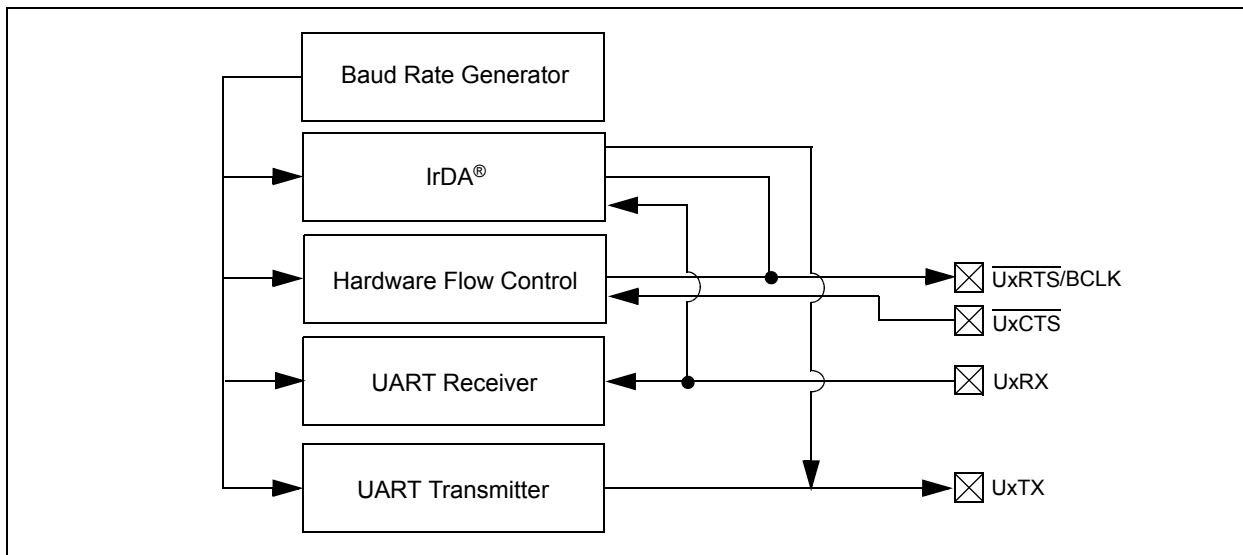 Baud Rate Generator
IrDA®
Hardware Flow Control
UxRTS/BCLK
UxCTS
UART Receiver
UxRX
UART Transmitter
UxTX